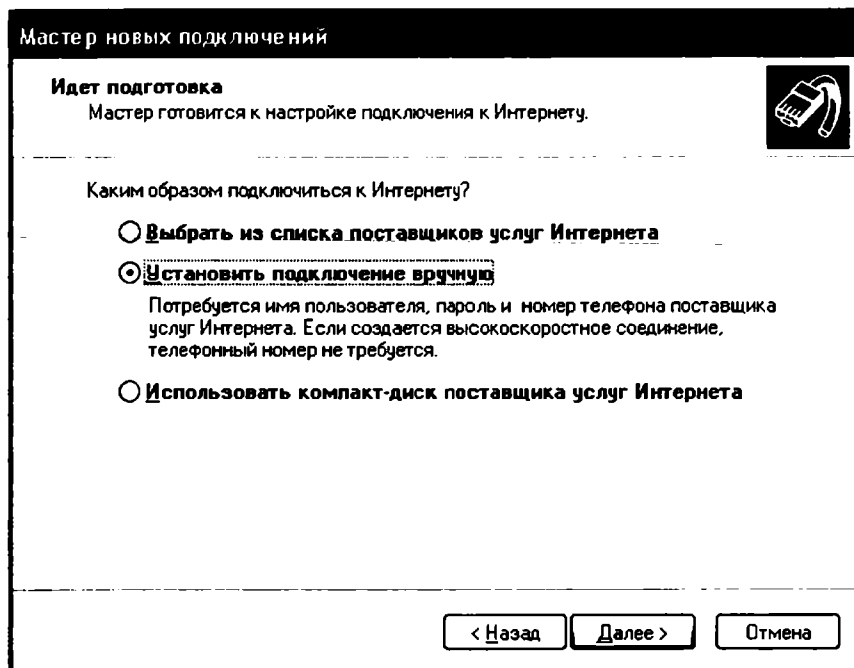 Мастер новых подключений
Идет подготовка
Мастер готовится к настройке подключения к Интернету.
Каким образом подключиться к Интернету?
Выбрать из списка поставщиков услуг Интернета
Установить подключение вручную
Потребуется имя пользователя, пароль и номер телефона поставщика
услуг Интернета. Если создается высокоскоростное соединение,
телефонный номер не требуется.
Использовать компакт-диск поставщика услуг Интернета
< Назад
Далее >
Отмена